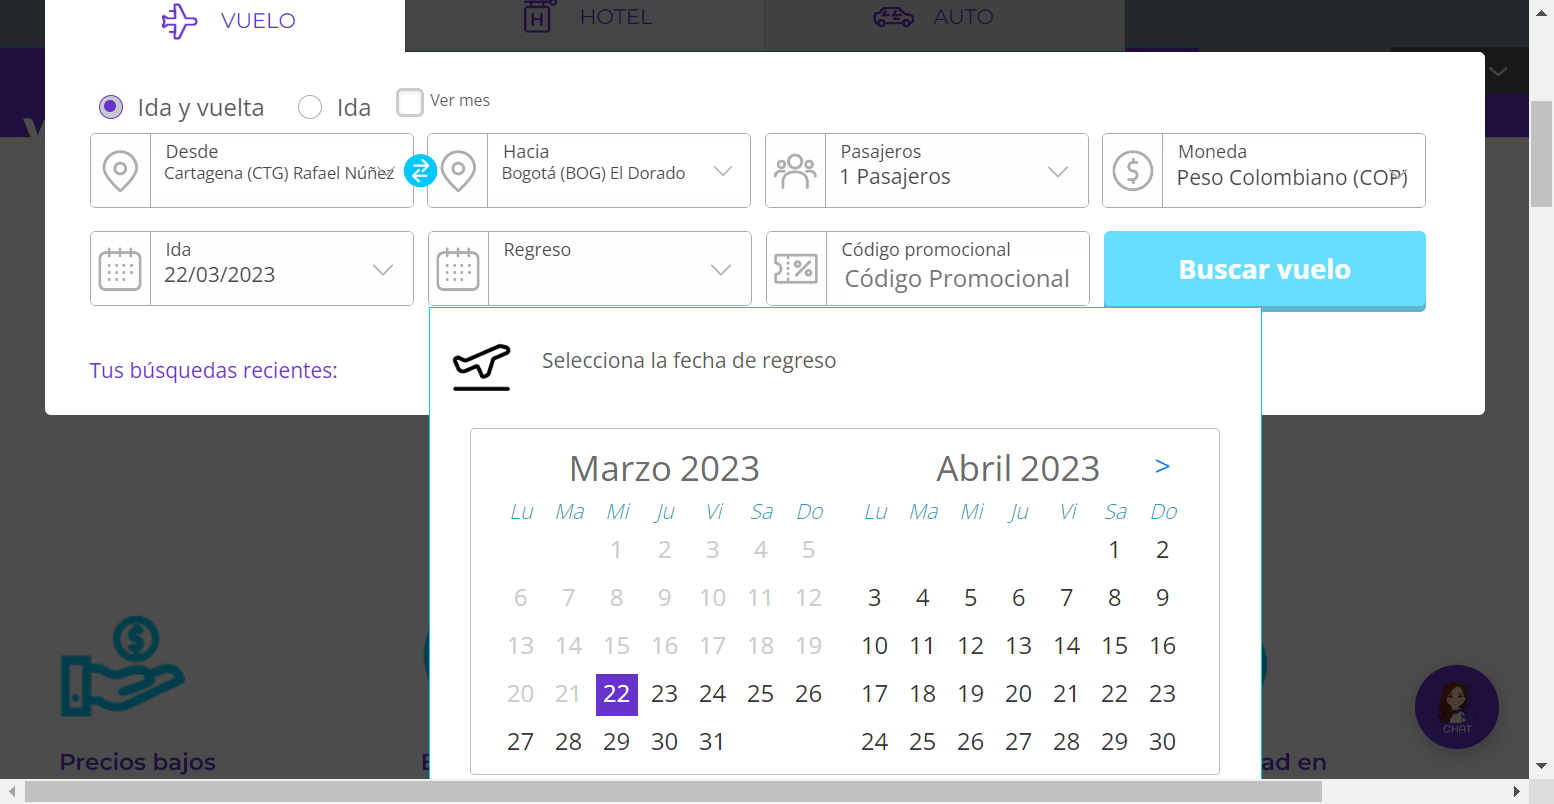 VUELO HOTEL AUTO
Ida y vuelta Ida Ver mes
Desde Hacia Pasajeros Moneda
Cartagena (CTG) Rafael Núñez Bogotá (BOG) El Dorado 1 Pasajeros Peso Colombiano (COP)
Ida Regreso Código promocional
22/03/2023 Código Promocional Buscar vuelo
Tus búsquedas recientes:
Selecciona la fecha de regreso
Marzo 2023 Abril 2023 >
Lu Ma Mi Ju Vi Sa Do Lu Ma Mi Ju Vi Sa Do
1 2 3 4 5 1 2
6 7 8 9 10 11 12 3 4 5 6 7 8 9
13 14 15 16 17 18 19 10 11 12 13 14 15 16
20 21 22 23 24 25 26 17 18 19 20 21 22 23
27 28 29 30 31 24 25 26 27 28 29 30
CHAT
Precios bajos ad en